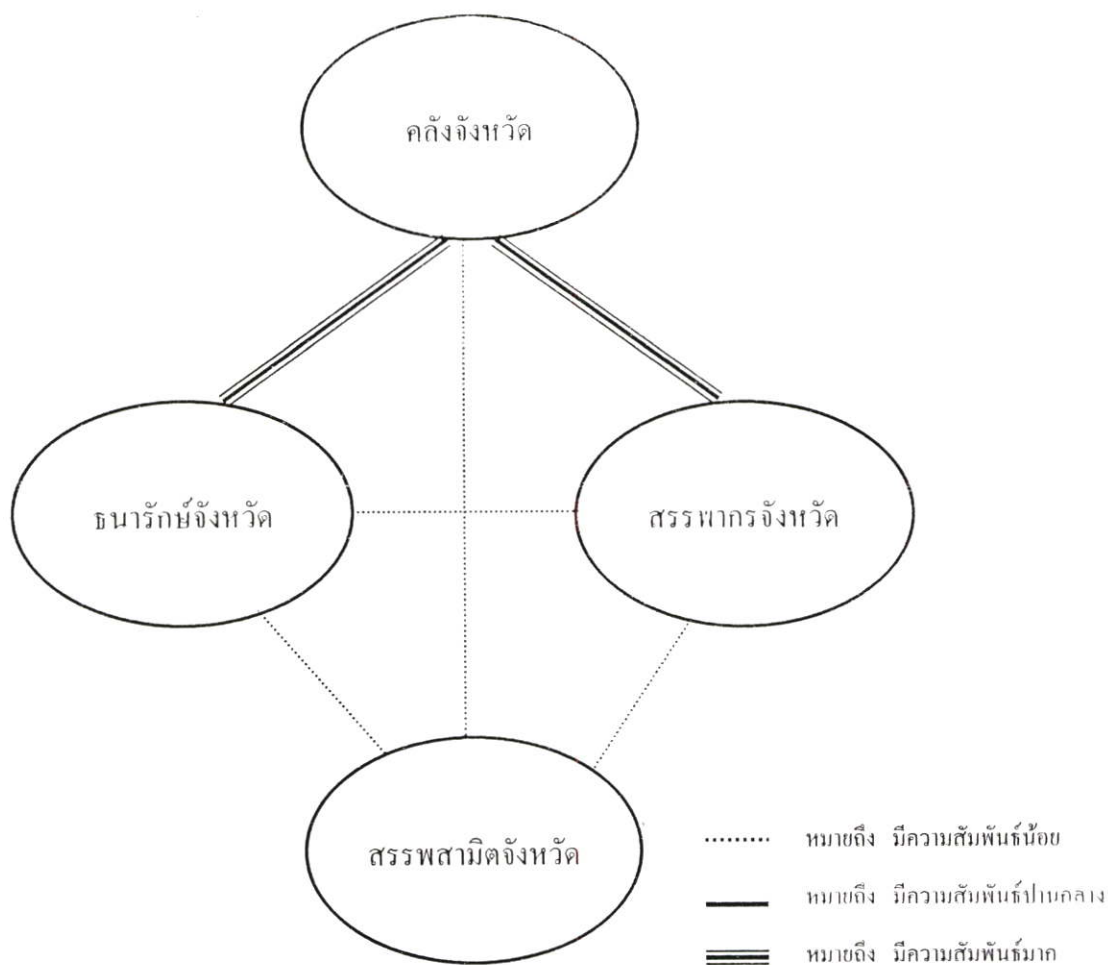 คลังจังหวัด
ธนารักษ์จังหวัด
สรรพากรจังหวัด
สรรพสามิตจังหวัด
หมายถึง มีความสัมพันธ์น้อย
หมายถึง มีความสัมพันธ์ปานกลาง
หมายถึง มีความสัมพันธ์มาก